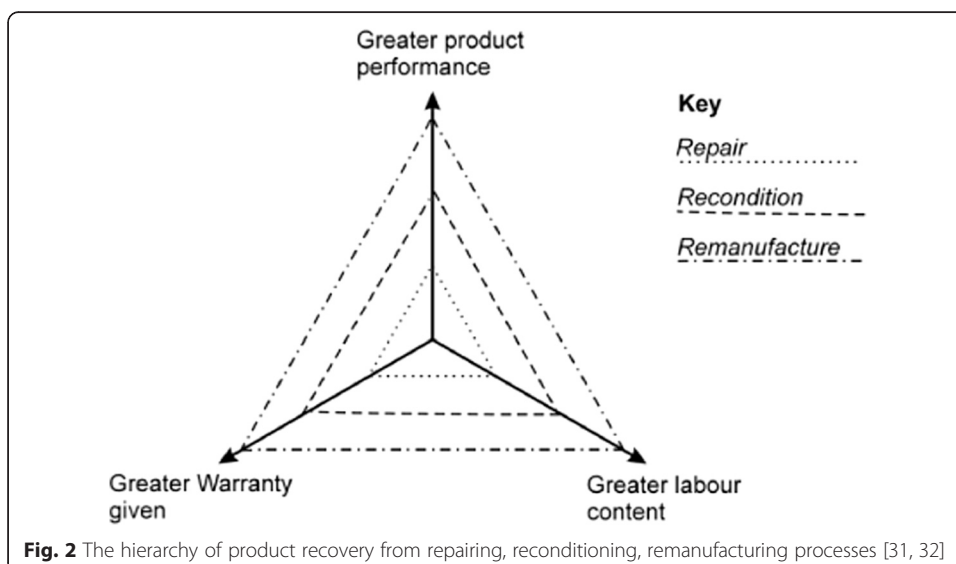 Greater product
performance
Key
Repair
Recondition
Remanufacture
Greater Warranty
given
Greater labour
content
Fig. 2 The hierarchy of product recovery from repairing, reconditioning, remanufacturing processes [31, 32]